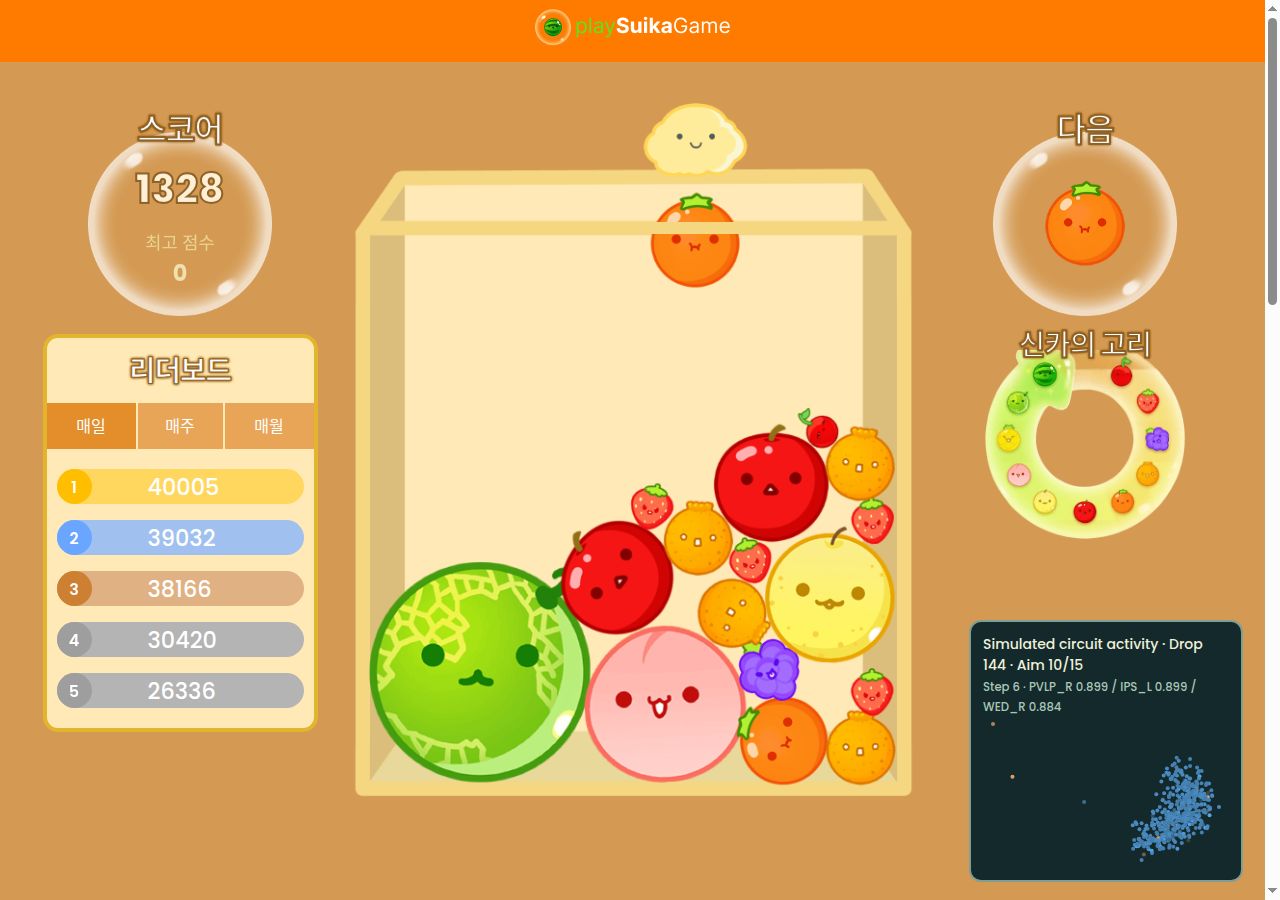 playSuikaGame
스코어
1328
최고 점수
0
리더보드
매일 매주 매월
1 40005
2 39032
3 38166
4 30420
5 26336
다음
신카의 고리
Simulated circuit activity · Drop
144 · Aim 10/15
Step 6 · PVLP_R 0.899 / IPS_L 0.899 /
WED_R 0.884